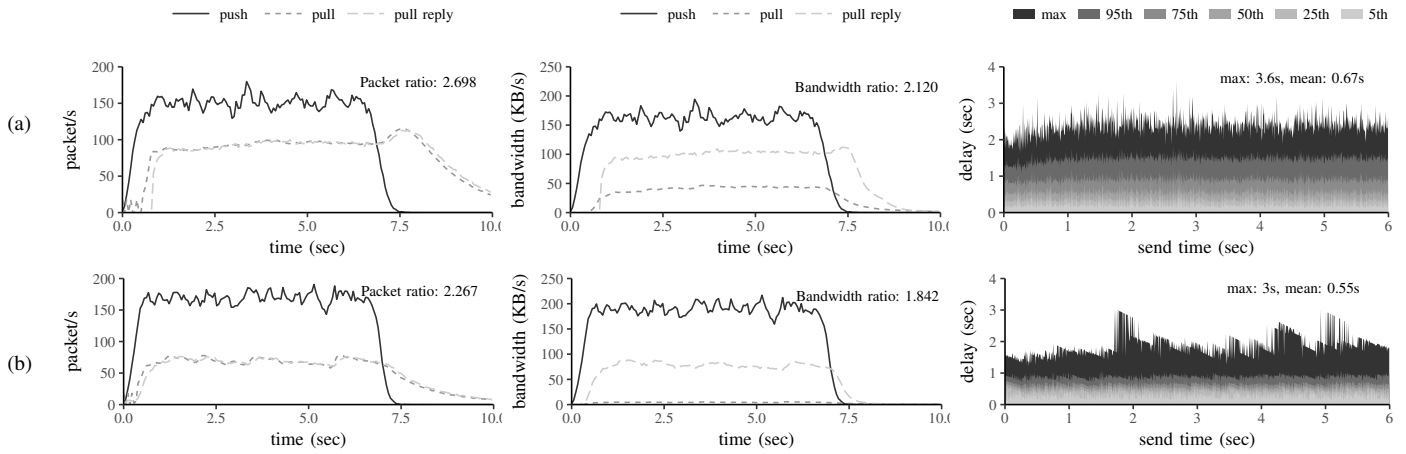 push pull pull reply
push pull pull reply
max 95th 75th 50th 25th 5th
(a)
packet/s
200
150
100
50
0
Packet ratio: 2.698
0.0 2.5 5.0 7.5 10.0
time (sec)
bandwidth (KB/s)
250
200
150
100
50
0
Bandwidth ratio: 2.120
0.0 2.5 5.0 7.5 10.0
time (sec)
delay (sec)
4
3
2
1
0
max: 3.6s, mean: 0.67s
0 1 2 3 4 5 6
send time (sec)
(b)
packet/s
200
150
100
50
0
Packet ratio: 2.267
0.0 2.5 5.0 7.5 10.0
time (sec)
bandwidth (KB/s)
250
200
150
100
50
0
Bandwidth ratio: 1.842
0.0 2.5 5.0 7.5 10.0
time (sec)
delay (sec)
4
3
2
1
0
max: 3s, mean: 0.55s
0 1 2 3 4 5 6
send time (sec)